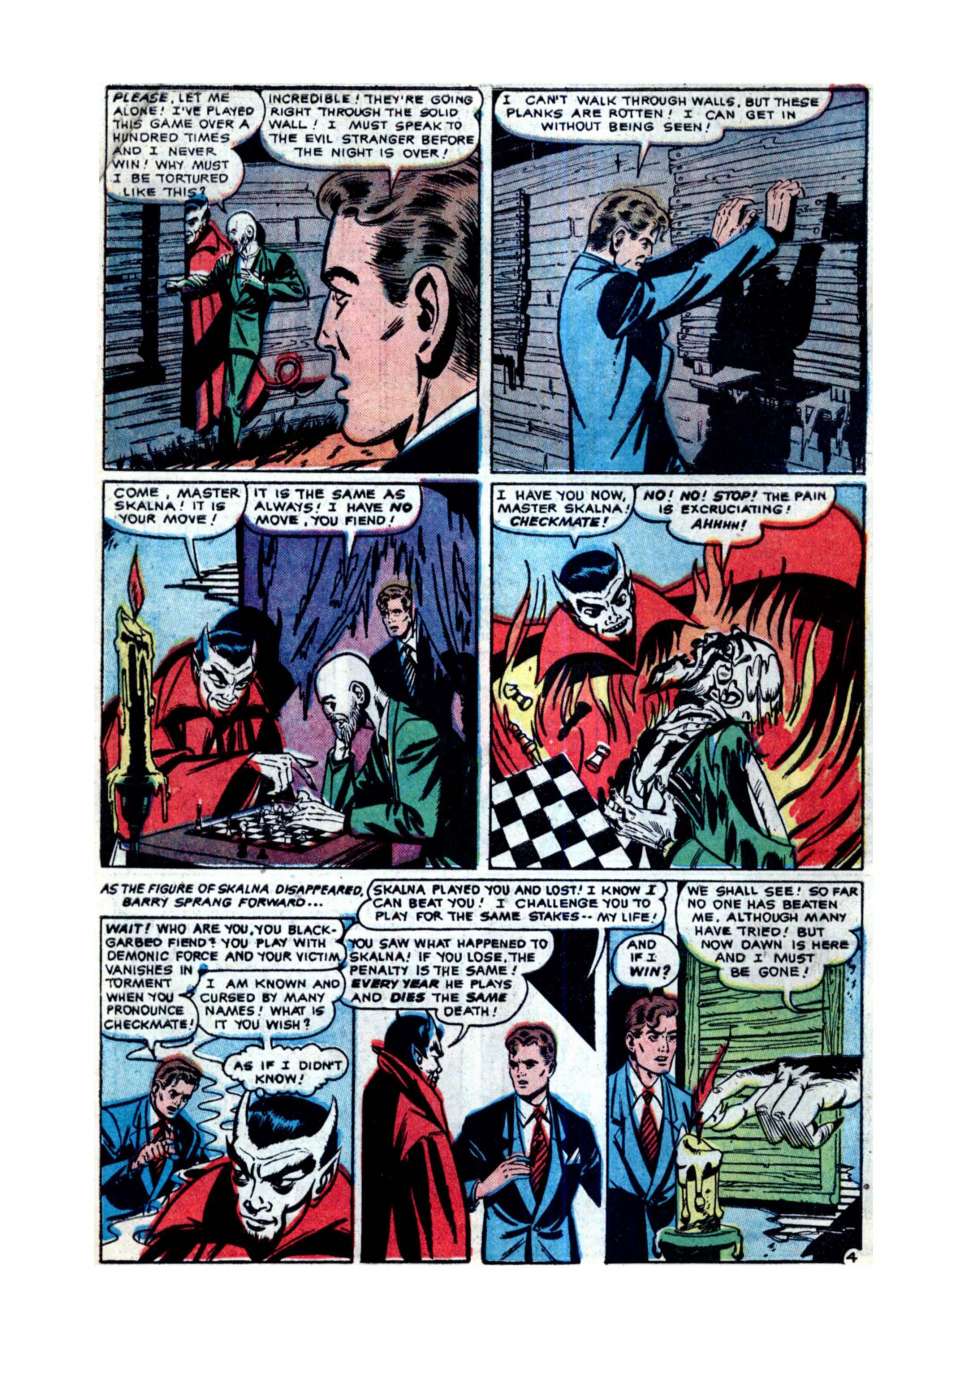 PLEASE, LET ME
ALONE! I'VE PLAYED
THIS GAME OVER A
HUNDRED TIMES
AND I NEVER
WIN! WHY MUST
I BE TORTURED
LIKE THIS?
INCREDIBLE! THEY'RE GOING
RIGHT THROUGH THE SOLID
WALL! I MUST SPEAK TO
THE EVIL STRANGER BEFORE
THE NIGHT IS OVER!
I CAN'T WALK THROUGH WALLS, BUT THESE
PLANKS ARE ROTTEN! I CAN GET IN
WITHOUT BEING SEEN!
COME, MASTER
SKALNA! IT IS
YOUR MOVE!
IT IS THE SAME AS
ALWAYS! I HAVE NO
MOVE, YOU FIEND!
I HAVE YOU NOW,
MASTER SKALNA!
CHECKMATE!
NO! NO! STOP! THE PAIN
IS EXCRUCIATING!
AHHHH!
AS THE FIGURE OF SKALNA DISAPPEARED,
BARRY SPRANG FORWARD...
WAIT! WHO ARE YOU, YOU BLACK-
GARBED FIEND? YOU PLAY WITH
DEMONIC FORCE AND YOUR VICTIM
VANISHES IN
TORMENT
WHEN YOU
PRONOUNCE
CHECKMATE!
I AM KNOWN AND
CURSED BY MANY
NAMES! WHAT IS
IT YOU WISH?
AS IF I DIDN'T
KNOW!
SKALNA PLAYED YOU AND LOST! I KNOW I
CAN BEAT YOU! I CHALLENGE YOU TO
PLAY FOR THE SAME STAKES-- MY LIFE!
YOU SAW WHAT HAPPENED TO
SKALNA! IF YOU LOSE, THE
PENALTY IS THE SAME!
EVERY YEAR HE PLAYS
AND DIES THE SAME
DEATH!
AND
IF I
WIN?
WE SHALL SEE! SO FAR
NO ONE HAS BEATEN
ME, ALTHOUGH MANY
HAVE TRIED! BUT
NOW DAWN IS HERE
AND I MUST
BE GONE!
4